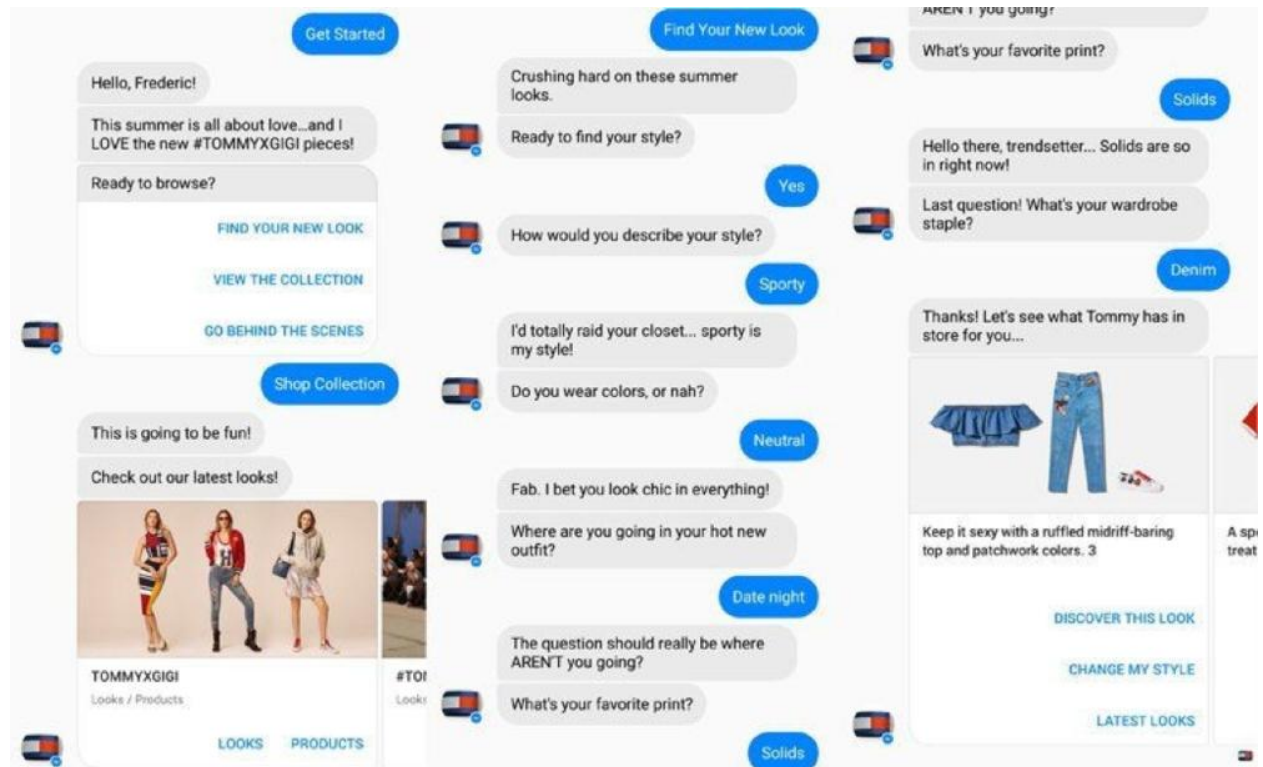 Get Started
Hello, Frederic!
This summer is all about love...and I
LOVE the new #TOMMYXGIGI pieces!
Ready to browse?
FIND YOUR NEW LOOK
VIEW THE COLLECTION
GO BEHIND THE SCENES
Shop Collection
This is going to be fun!
Check out our latest looks!
TOMMYXGIGI
Looks / Products
LOOKS PRODUCTS
Find Your New Look
Crushing hard on these summer
looks.
Ready to find your style?
Yes
How would you describe your style?
Sporty
I'd totally raid your closet... sporty is
my style!
Do you wear colors, or nah?
Neutral
Fab. I bet you look chic in everything!
Where are you going in your hot new
outfit?
Date night
The question should really be where
AREN'T you going?
What's your favorite print?
Solids
AREN'T you going?
What's your favorite print?
Solids
Hello there, trendsetter... Solids are so
in right now!
Last question! What's your wardrobe
staple?
Denim
Thanks! Let's see what Tommy has in
store for you...
Keep it sexy with a ruffled midriff-baring
top and patchwork colors. 3
DISCOVER THIS LOOK
CHANGE MY STYLE
LATEST LOOKS